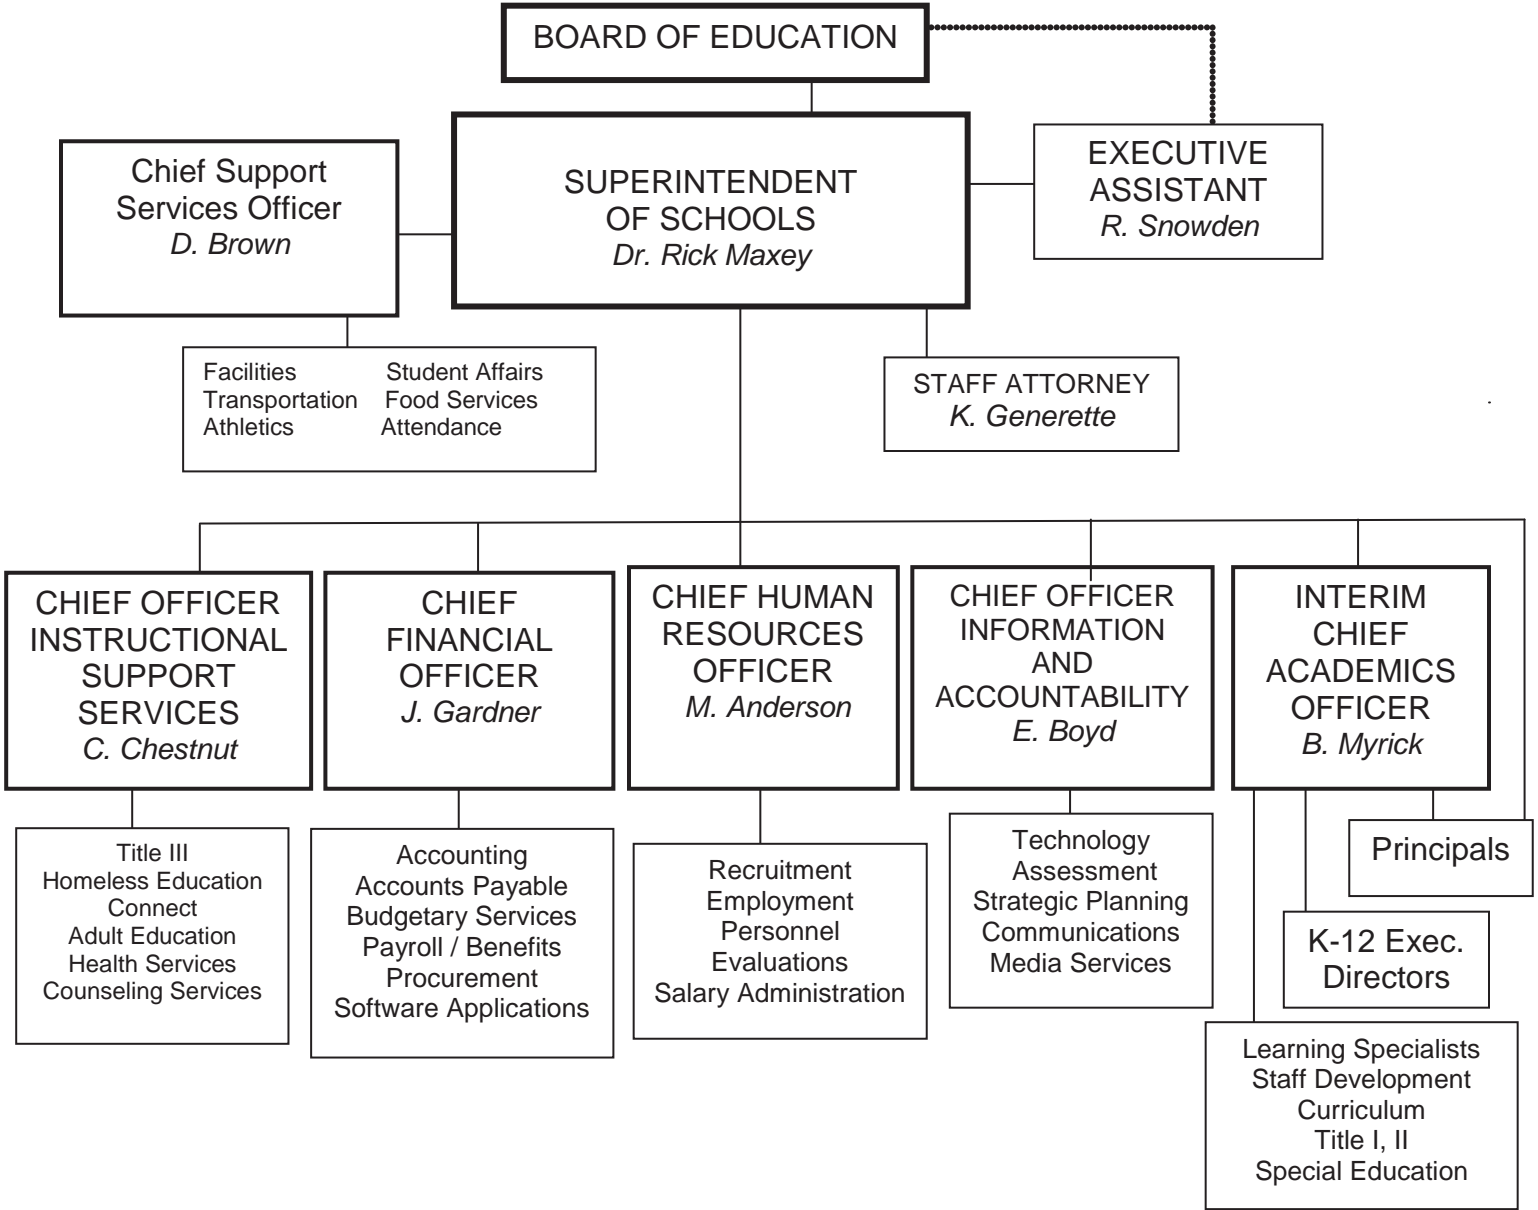 BOARD OF EDUCATION
SUPERINTENDENT
OF SCHOOLS
Dr. Rick Maxey
EXECUTIVE
ASSISTANT
R. Snowden
Chief Support
Services Officer
D. Brown
Facilities Student Affairs
Transportation Food Services
Athletics Attendance
STAFF ATTORNEY
K. Generette
CHIEF OFFICER
INSTRUCTIONAL
SUPPORT
SERVICES
C. Chestnut
CHIEF
FINANCIAL
OFFICER
J. Gardner
CHIEF HUMAN
RESOURCES
OFFICER
M. Anderson
CHIEF OFFICER
INFORMATION
AND
ACCOUNTABILITY
E. Boyd
INTERIM
CHIEF
ACADEMICS
OFFICER
B. Myrick
Title III
Homeless Education
Connect
Adult Education
Health Services
Counseling Services
Accounting
Accounts Payable
Budgetary Services
Payroll / Benefits
Procurement
Software Applications
Recruitment
Employment
Personnel
Evaluations
Salary Administration
Technology
Assessment
Strategic Planning
Communications
Media Services
Principals
K-12 Exec.
Directors
Learning Specialists
Staff Development
Curriculum
Title I, II
Special Education